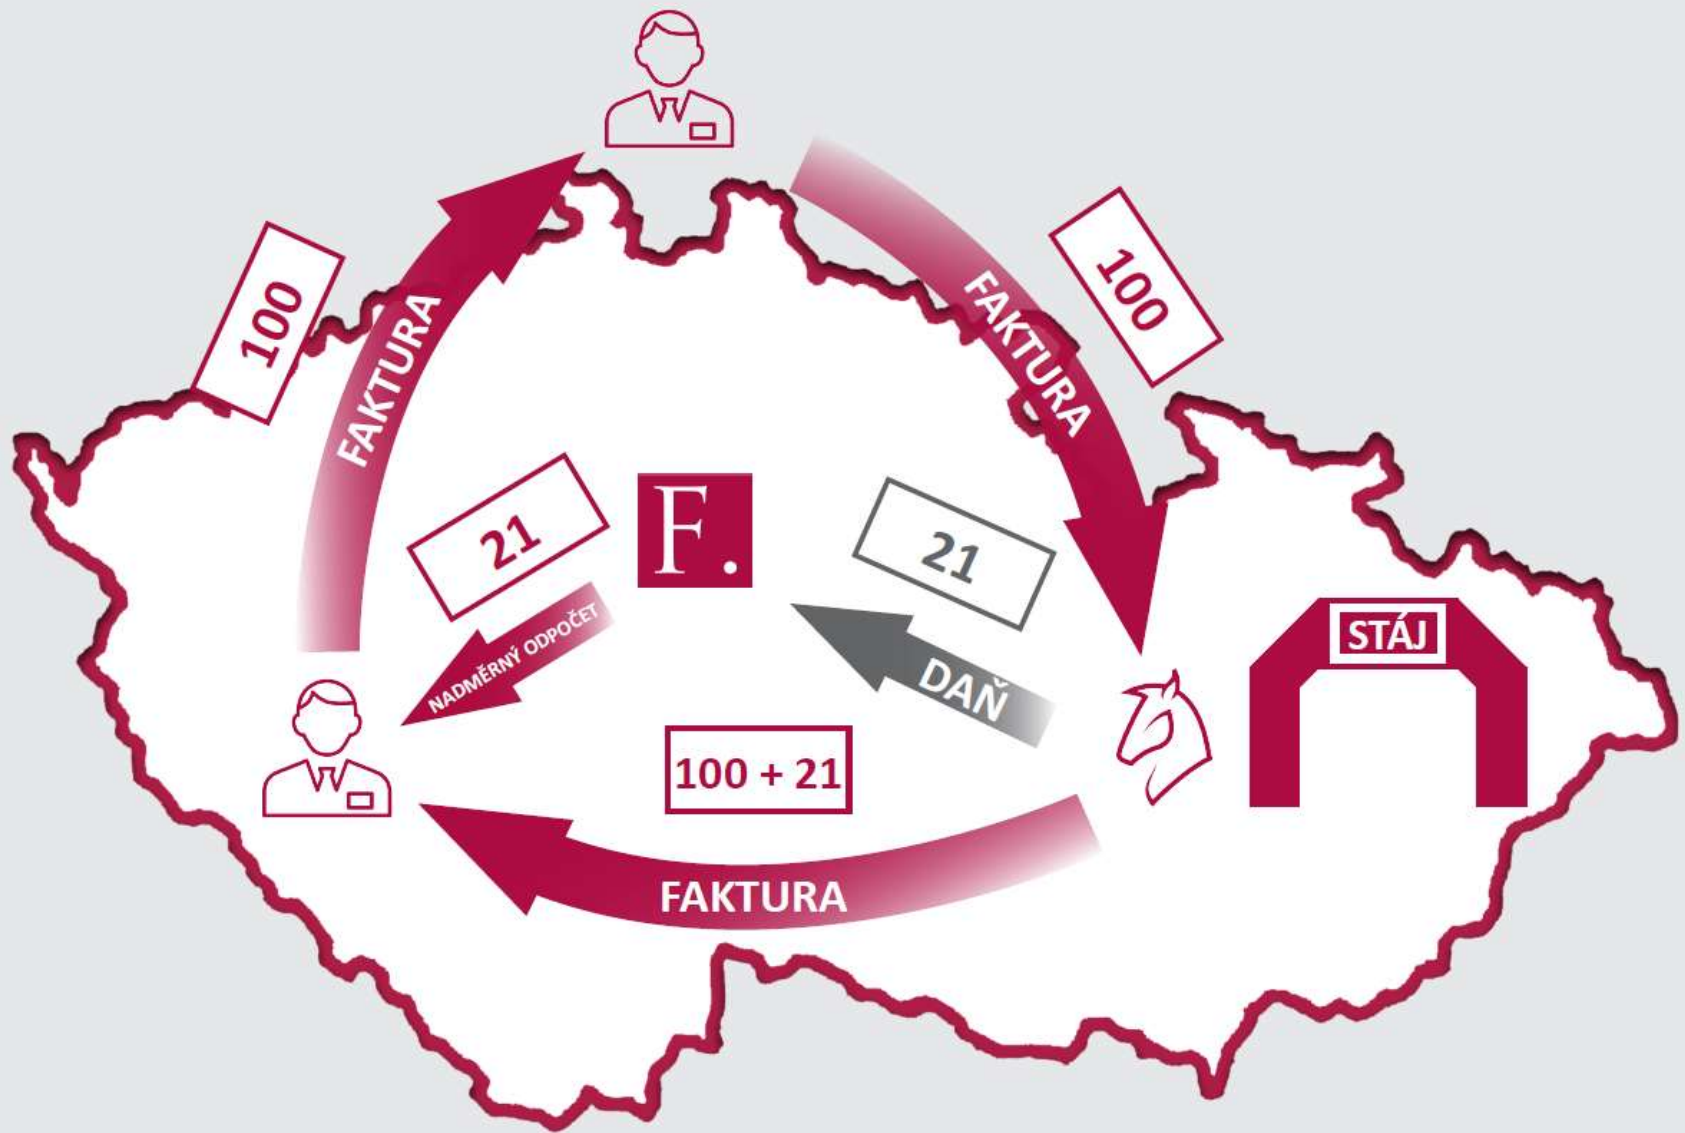 100
FAKTURA
100
FAKTURA
21
F.
21
NADMĚRNÝ ODPOČET
DAŇ
STÁJ
100 + 21
FAKTURA